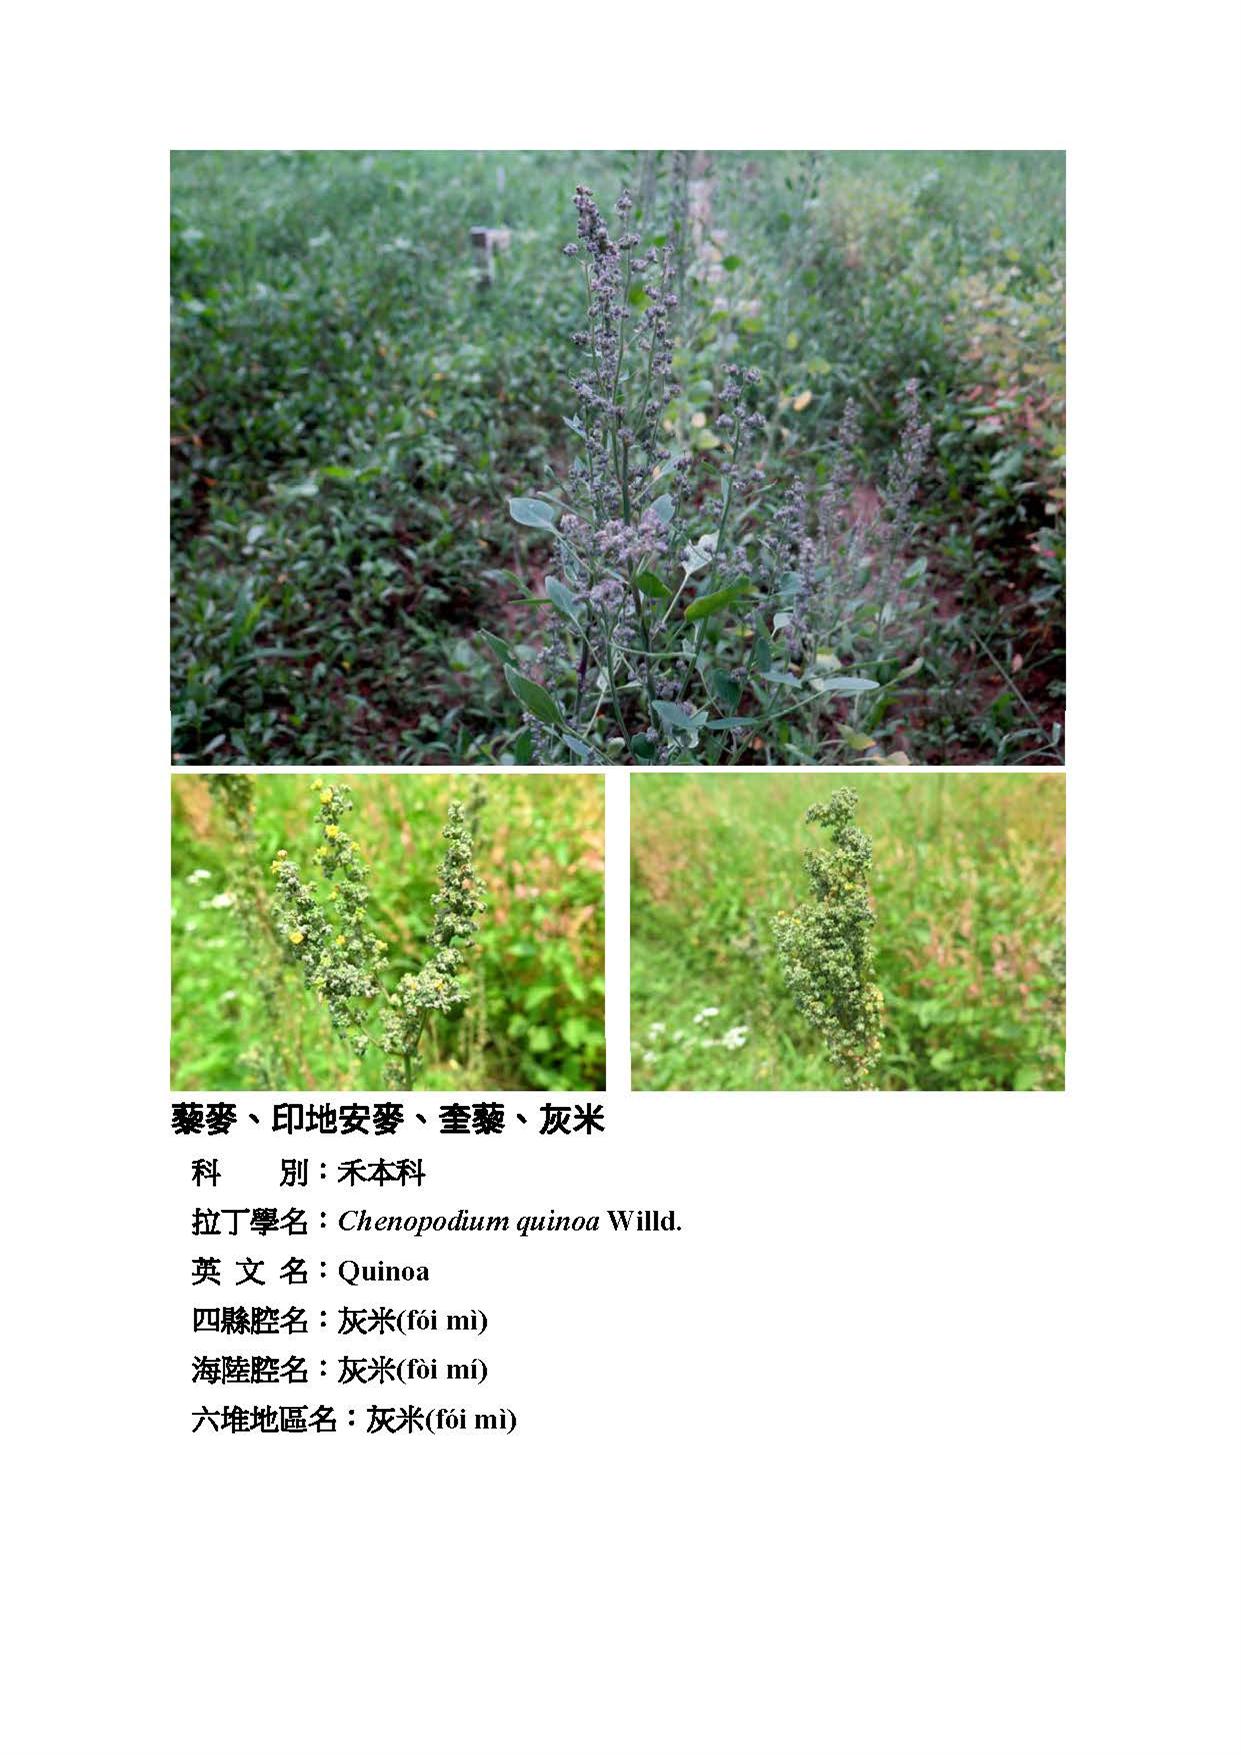 藜麥、印地安麥、奎藜、灰米
科　　別：禾本科
拉丁學名：Chenopodium quinoa Willd.
英 文 名：Quinoa
四縣腔名：灰米(fói mì)
海陸腔名：灰米(fòi mí)
六堆地區名：灰米(fói mì)